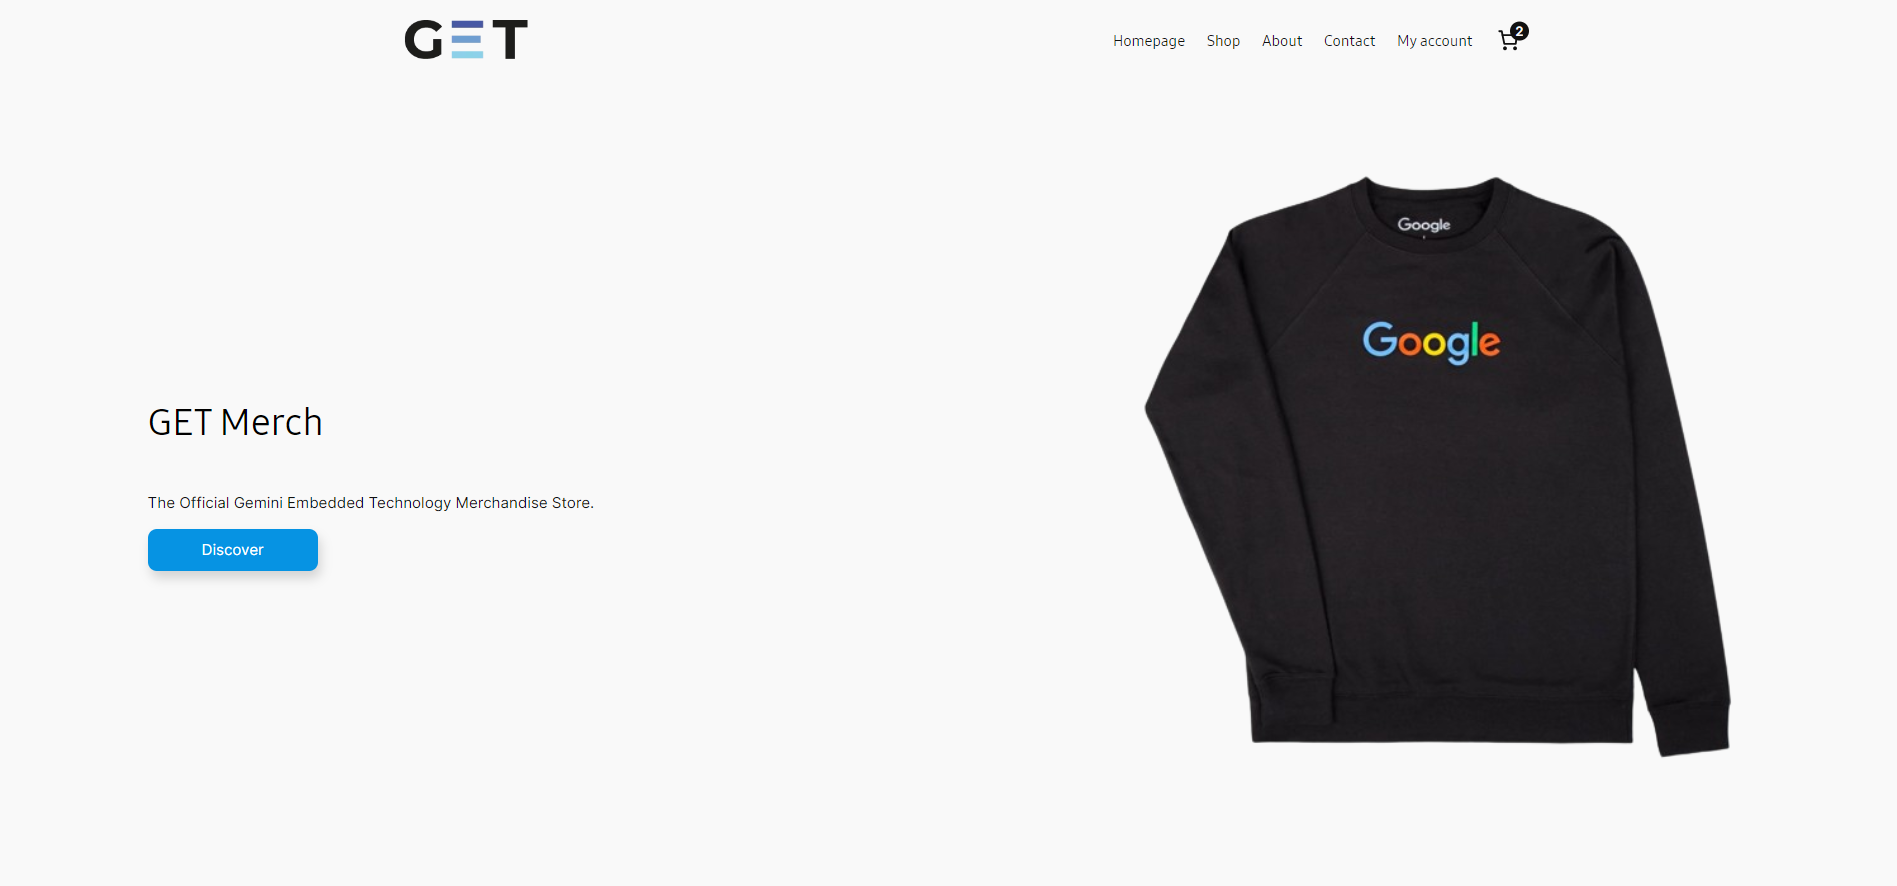 GET
Homepage Shop About Contact My account 2
Google
Google
GET Merch
The Official Gemini Embedded Technology Merchandise Store.
Discover